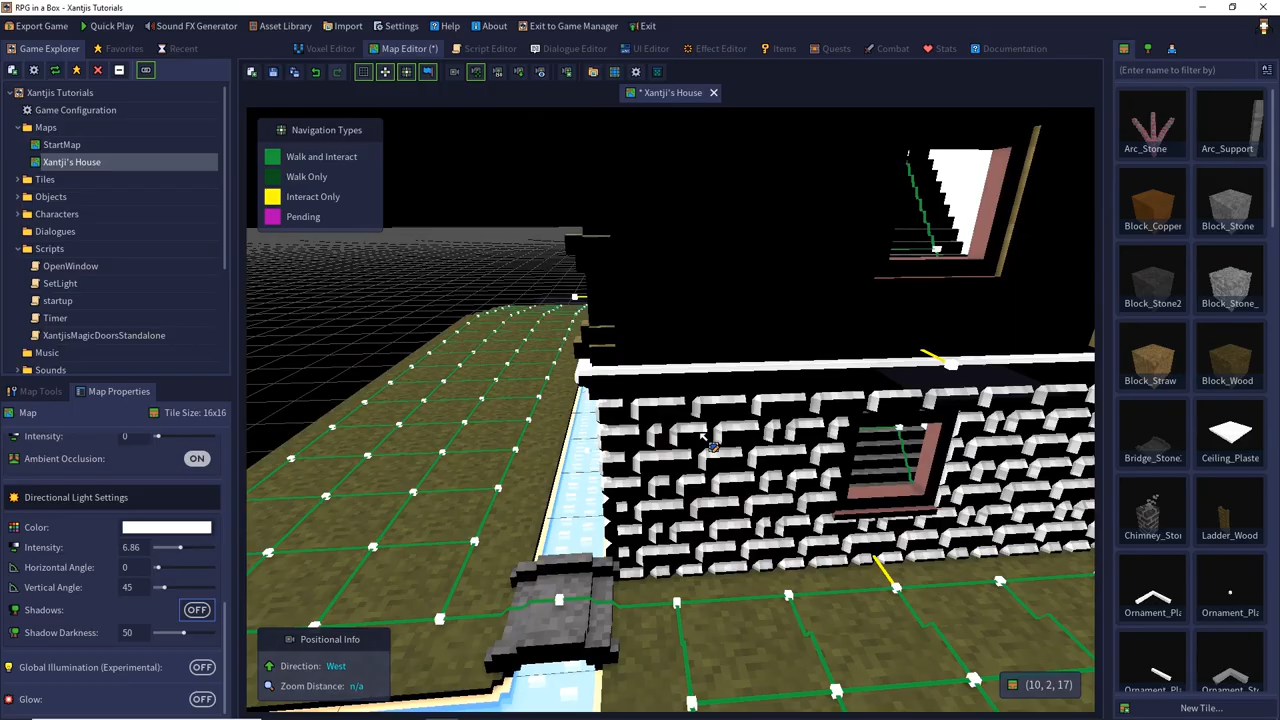 RPG in a Box - Xantjis Tutorials
Export Game
Quick Play
Sound FX Generator
Asset Library
Import
Settings
Help
About
Exit to Game Manager
Exit
Game Explorer
Favorites
Recent
Voxel Editor
Map Editor (*)
Script Editor
Dialogue Editor
UI Editor
Effect Editor
Items
Quests
Combat
Stats
Documentation
(Enter name to filter by)
* Xantji's House
Xantjis Tutorials
Game Configuration
Maps
StartMap
Xantji's House
Tiles
Objects
Characters
Dialogues
Scripts
OpenWindow
SetLight
startup
Timer
XantjisMagicDoorsStandalone
Music
Sounds
Map Tools
Map Properties
Map
Tile Size: 16x16
Intensity: 0
Ambient Occlusion: ON
Directional Light Settings
Color:
Intensity: 6.86
Horizontal Angle: 0
Vertical Angle: 45
Shadows: OFF
Shadow Darkness: 50
Global Illumination (Experimental): OFF
Glow: OFF
Navigation Types
Walk and Interact
Walk Only
Interact Only
Pending
Positional Info
Direction: West
Zoom Distance: n/a
(10, 2, 17)
Arc_Stone
Arc_Support
Block_Copper
Block_Stone
Block_Stone2
Block_Stone_
Block_Straw
Block_Wood
Bridge_Stone.
Ceiling_Plaste
Chimney_Stor
Ladder_Wood
Ornament_Pla
Ornament_Pla
Ornament_Pla
Ornament_Sto
New Tile...